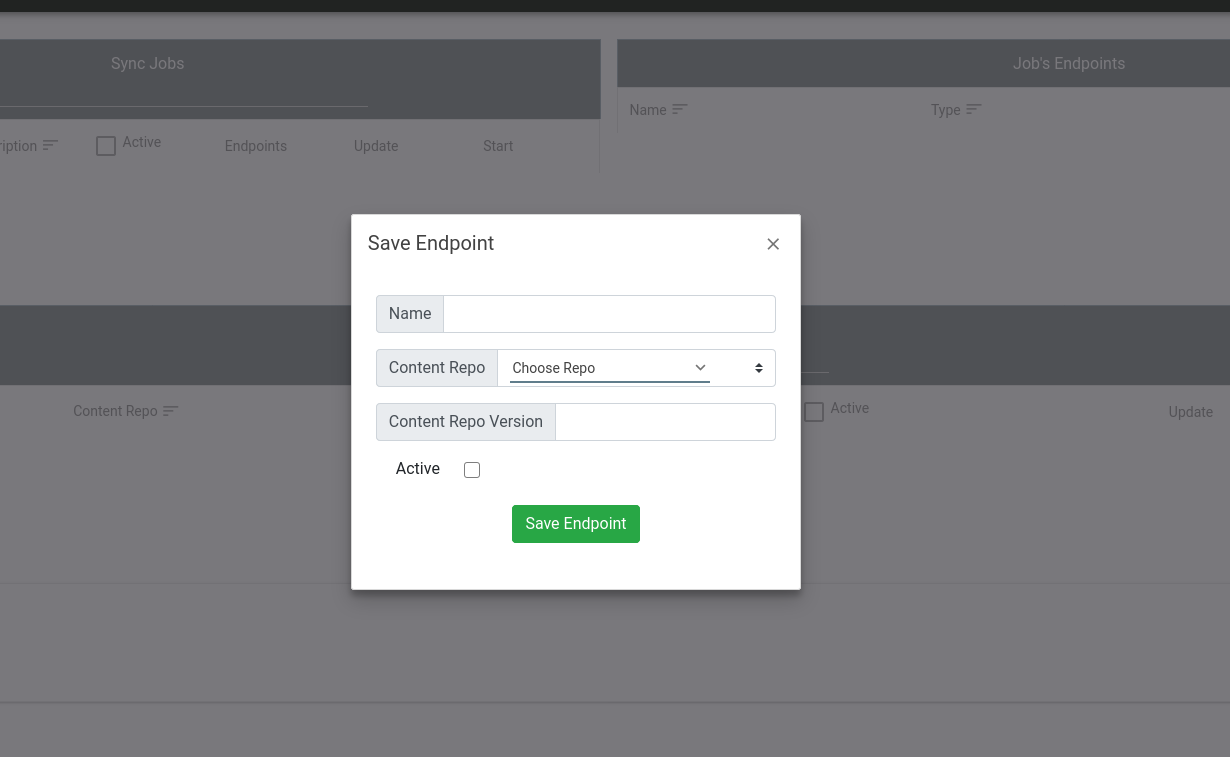 Sync Jobs
Job's Endpoints
Name
Type
Active
Endpoints
Update
Start
Save Endpoint
Name
Content Repo
Choose Repo
Content Repo Version
Active
Save Endpoint
Content Repo
Active
Update